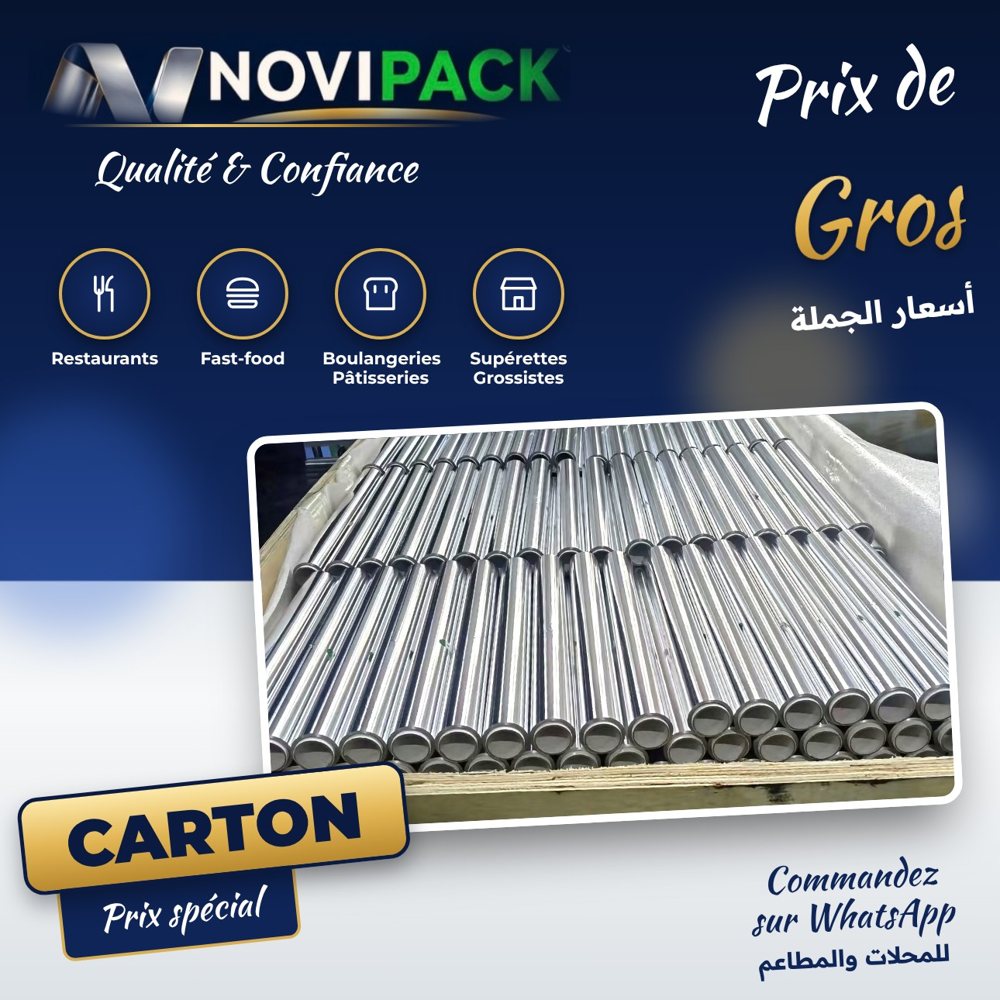 NOVIPACK
Qualité & Confiance
Prix de
Gros
أسعار الجملة
Restaurants
Fast-food
Boulangeries
Pâtisseries
Supérettes
Grossistes
CARTON
Prix spécial
Commandez
sur WhatsApp
للمحلات والمطاعم